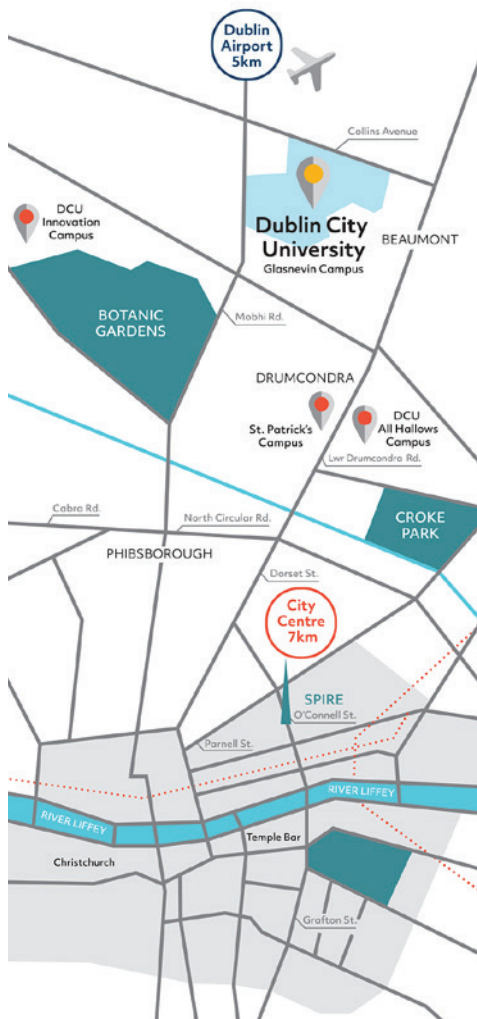 Dublin
Airport
5km
Collins Avenue
DCU
Innovation
Campus
Dublin City
University
Glasnevin Campus
BEAUMONT
BOTANIC
GARDENS
Mobhi Rd.
DRUMCONDRA
St. Patrick's
Campus
DCU
All Hallows
Campus
Lwr Drumcondra Rd.
Cabra Rd.
North Circular Rd.
CROKE
PARK
PHIBSBOROUGH
Dorset St.
City
Centre
7km
SPIRE
O'Connell St.
Parnell St.
RIVER LIFFEY
RIVER LIFFEY
Temple Bar
Christchurch
Grafton St.